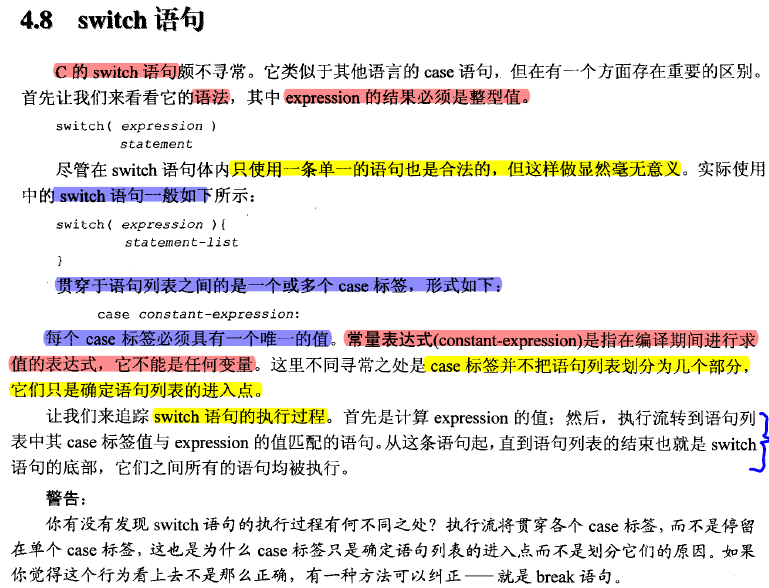 4.8 switch 语句
C 的 switch 语句颇不寻常。它类似于其他语言的 case 语句，但在有一个方面存在重要的区别。
首先让我们来看看它的语法，其中 expression 的结果必须是整型值。
switch( expression )
statement
尽管在 switch 语句体内只使用一条单一的语句也是合法的，但这样做显然毫无意义。实际使用
中的 switch 语句一般如下所示：
switch( expression ){
statement-list
}
贯穿于语句列表之间的是一个或多个 case 标签，形式如下：
case constant-expression:
每个 case 标签必须具有一个唯一的值。常量表达式(constant-expression)是指在编译期间进行求
值的表达式，它不能是任何变量。这里不同寻常之处是 case 标签并不把语句列表划分为几个部分，
它们只是确定语句列表的进入点。
让我们来追踪 switch 语句的执行过程。首先是计算 expression 的值；然后，执行流转到语句列
表中其 case 标签值与 expression 的值匹配的语句。从这条语句起，直到语句列表的结束也就是 switch
语句的底部，它们之间所有的语句均被执行。
警告：
你有没有发现 switch 语句的执行过程有何不同之处？执行流将贯穿各个 case 标签，而不是停留
在单个 case 标签，这也是为什么 case 标签只是确定语句列表的进入点而不是划分它们的原因。如果
你觉得这个行为看上去不是那么正确，有一种方法可以纠正——就是 break 语句。